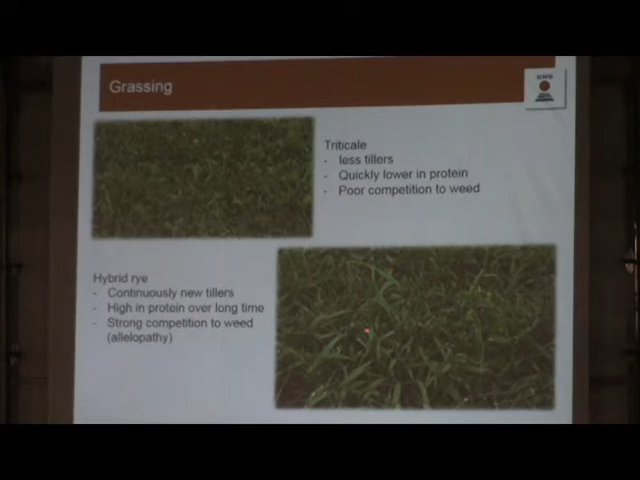 Grassing
KWS
Triticale
- less tillers
- Quickly lower in protein
- Poor competition to weed
Hybrid rye
- Continuously new tillers
- High in protein over long time
- Strong competition to weed
(allelopathy)